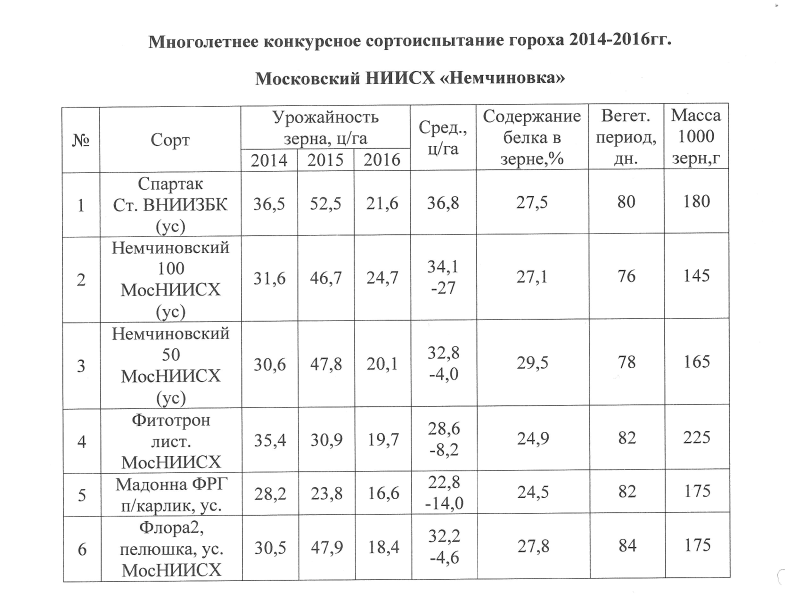 Многолетнее конкурсное сортоиспытание гороха 2014-2016гг.
Московский НИИСХ «Немчиновка»
№ Сорт Урожайность зерна, ц/га Сред., ц/га Содержание белка в зерне,% Вегет. период, дн. Масса 1000 зерн,г
2014 2015 2016
1 Спартак Ст. ВНИИЗБК (ус) 36,5 52,5 21,6 36,8 27,5 80 180
2 Немчиновский 100 МосНИИСХ (ус) 31,6 46,7 24,7 34,1 -27 27,1 76 145
3 Немчиновский 50 МосНИИСХ (ус) 30,6 47,8 20,1 32,8 -4,0 29,5 78 165
4 Фитотрон лист. МосНИИСХ 35,4 30,9 19,7 28,6 -8,2 24,9 82 225
5 Мадонна ФРГ п/карлик, ус. 28,2 23,8 16,6 22,8 -14,0 24,5 82 175
6 Флора2, пелюшка, ус. МосНИИСХ 30,5 47,9 18,4 32,2 -4,6 27,8 84 175